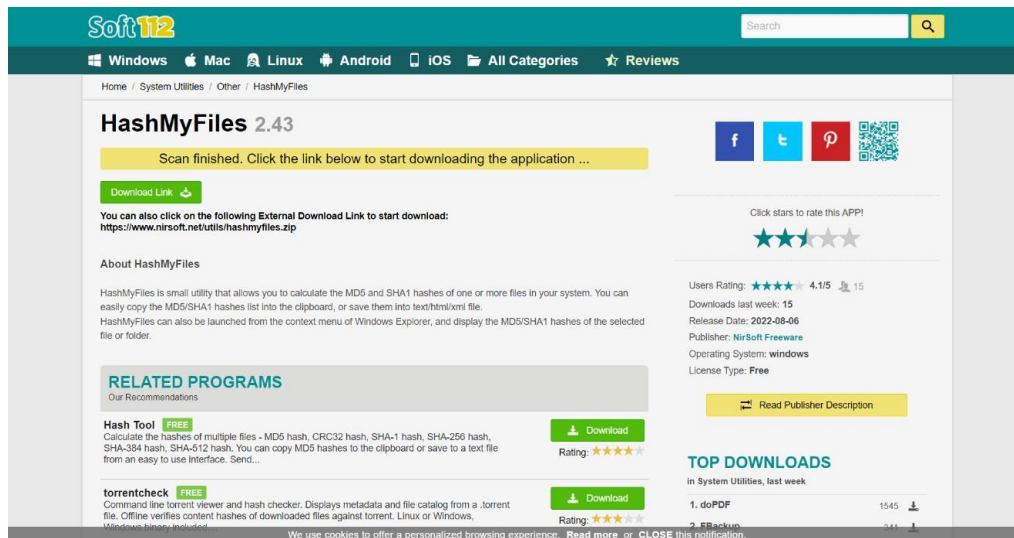 Soft112
Search
Windows Mac Linux Android iOS All Categories Reviews
Home / System Utilities / Other / HashMyFiles
HashMyFiles 2.43
Scan finished. Click the link below to start downloading the application ...
Download Link
You can also click on the following External Download Link to start download:
https://www.nirsoft.net/utils/hashmyfiles.zip
About HashMyFiles
HashMyFiles is small utility that allows you to calculate the MD5 and SHA1 hashes of one or more files in your system. You can
easily copy the MD5/SHA1 hashes list into the clipboard, or save them into text/html/xml file.
HashMyFiles can also be launched from the context menu of Windows Explorer, and display the MD5/SHA1 hashes of the selected
file or folder.
RELATED PROGRAMS
Our Recommendations
Hash Tool FREE
Calculate the hashes of multiple files - MD5 hash, CRC32 hash, SHA-1 hash, SHA-256 hash,
SHA-384 hash, SHA-512 hash. You can copy MD5 hashes to the clipboard or save to a text file
from an easy to use interface. Send...
Download
Rating:
torrentcheck FREE
Command line torrent viewer and hash checker. Displays metadata and file catalog from a .torrent
file. Offline verifies content hashes of downloaded files against torrent. Linux or Windows,
Windows binary included...
Download
Rating:
Click stars to rate this APP!
Users Rating: 4.1/5 15
Downloads last week: 15
Release Date: 2022-08-06
Publisher: NirSoft Freeware
Operating System: windows
License Type: Free
Read Publisher Description
TOP DOWNLOADS
in System Utilities, last week
1. doPDF 1545
2. FBackup 341
We use cookies to offer a personalized browsing experience. Read more or CLOSE this notification.